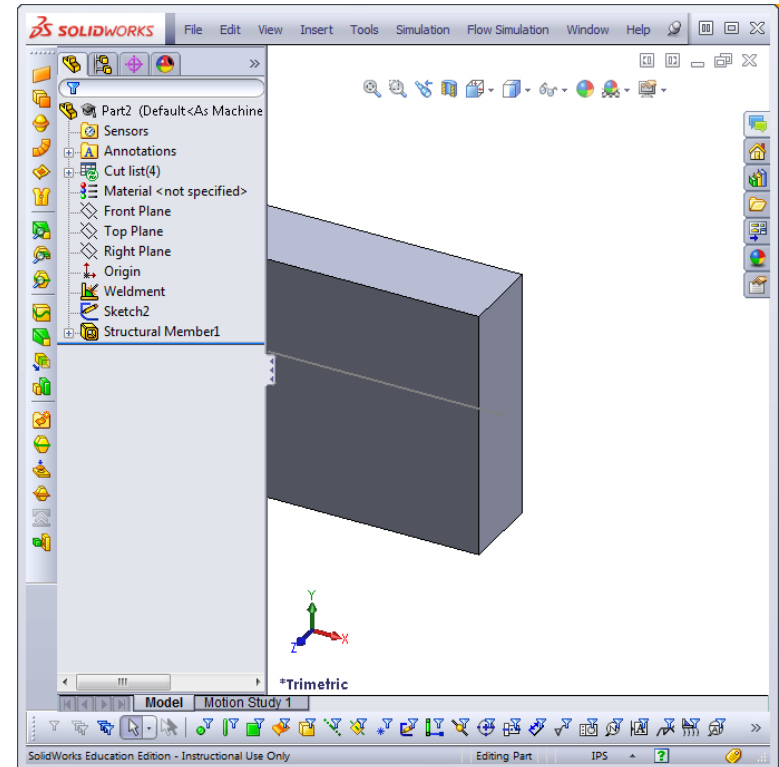 SOLIDWORKS File Edit View Insert Tools Simulation Flow Simulation Window Help
Part2 (Default<As Machine
Sensors
A Annotations
Cut list(4)
Material <not specified>
Front Plane
Top Plane
Right Plane
Origin
Weldment
Sketch2
Structural Member1
Y
X
Z
*Trimetric
Model Motion Study 1
SolidWorks Education Edition - Instructional Use Only Editing Part IPS ?